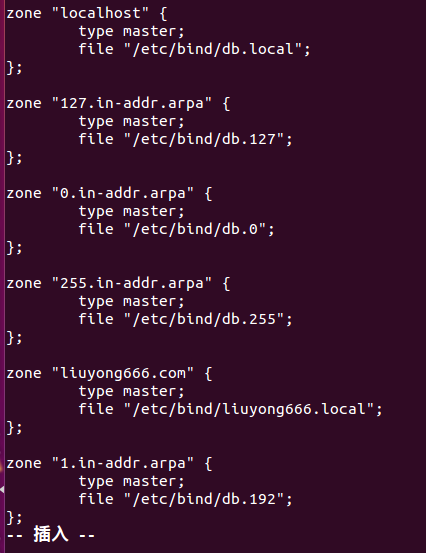 zone "localhost" {
        type master;
        file "/etc/bind/db.local";
};

zone "127.in-addr.arpa" {
        type master;
        file "/etc/bind/db.127";
};

zone "0.in-addr.arpa" {
        type master;
        file "/etc/bind/db.0";
};

zone "255.in-addr.arpa" {
        type master;
        file "/etc/bind/db.255";
};

zone "liuyong666.com" {
        type master;
        file "/etc/bind/liuyong666.local";
};

zone "1.in-addr.arpa" {
        type master;
        file "/etc/bind/db.192";
};
-- 插入 --